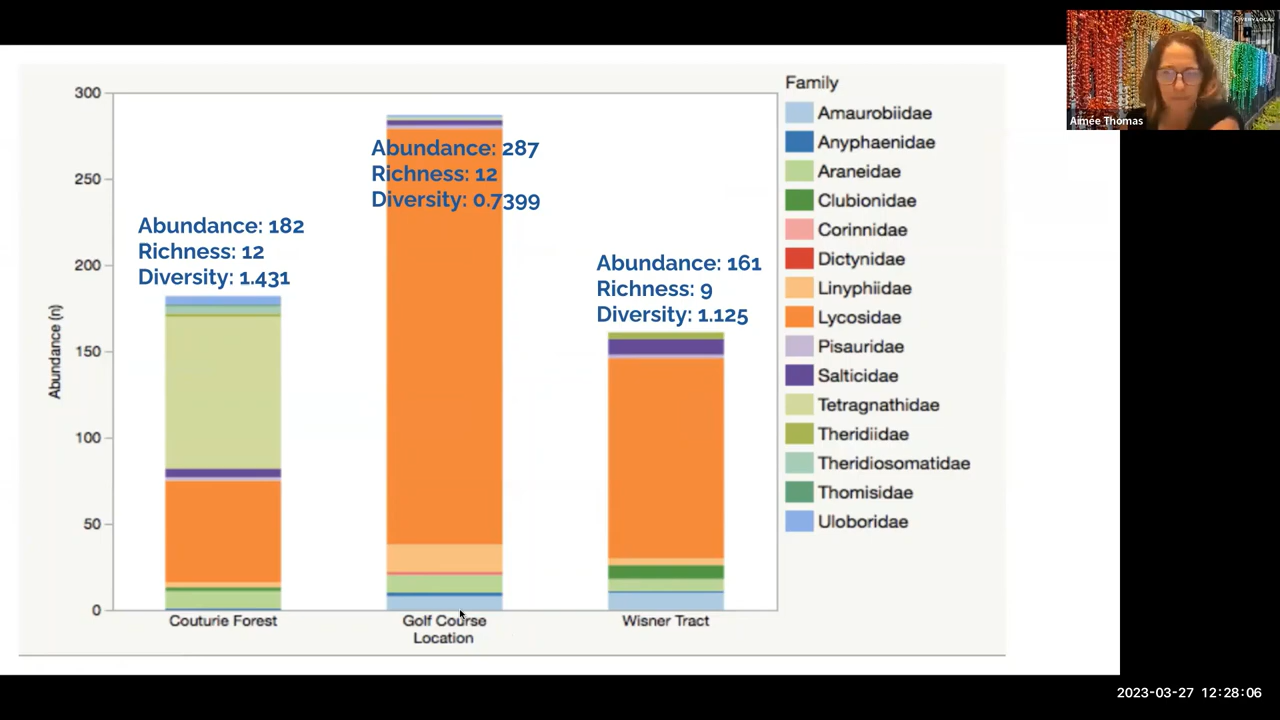 VERY LOCAL
Aimée Thomas
300
250
200
150
100
50
0
Abundance (n)
Abundance: 182
Richness: 12
Diversity: 1.431
Abundance: 287
Richness: 12
Diversity: 0.7399
Abundance: 161
Richness: 9
Diversity: 1.125
Couturie Forest
Golf Course
Wisner Tract
Location
Family
Amaurobiidae
Anyphaenidae
Araneidae
Clubionidae
Corinnidae
Dictynidae
Linyphiidae
Lycosidae
Pisauridae
Salticidae
Tetragnathidae
Theridiidae
Theridiosomatidae
Thomisidae
Uloboridae
2023-03-27 12:28:06